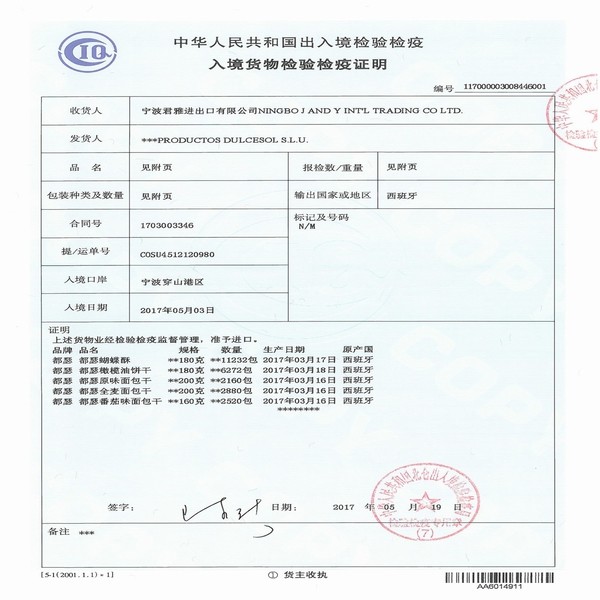 CIQ
中华人民共和国出入境检验检疫
入境货物检验检疫证明
编号 117000003008446001
收货人 宁波君雅进出口有限公司NINGBO J AND Y INT'L TRADING CO LTD.
发货人 ***PRODUCTOS DULCESOL S.L.U.
品名 见附页 报检数/重量 见附页
包装种类及数量 见附页 输出国家或地区 西班牙
合同号 1703003346 标记及号码
N/M
提/运单号 COSU4512120980
入境口岸 宁波穿山港区
入境日期 2017年05月03日
证明
上述货物业经检验检疫监督管理，准予进口。
品牌 品名 规格 数量 生产日期 原产国
都瑟 都瑟蝴蝶酥 **180克 **11232包 2017年03月17日 西班牙
都瑟 都瑟橄榄油饼干 **180克 **6272包 2017年03月18日 西班牙
都瑟 都瑟原味面包干 **200克 **2160包 2017年03月16日 西班牙
都瑟 都瑟全麦面包干 **200克 **2880包 2017年03月16日 西班牙
都瑟 都瑟番茄味面包干 **160克 **2520包 2017年03月16日 西班牙
********
签字： 日期： 2017 年 05 月 19 日
检验检疫专用章
(7)
备注 ***
[5-1(2001.1.1)*1] ① 货主收执
AA6014911